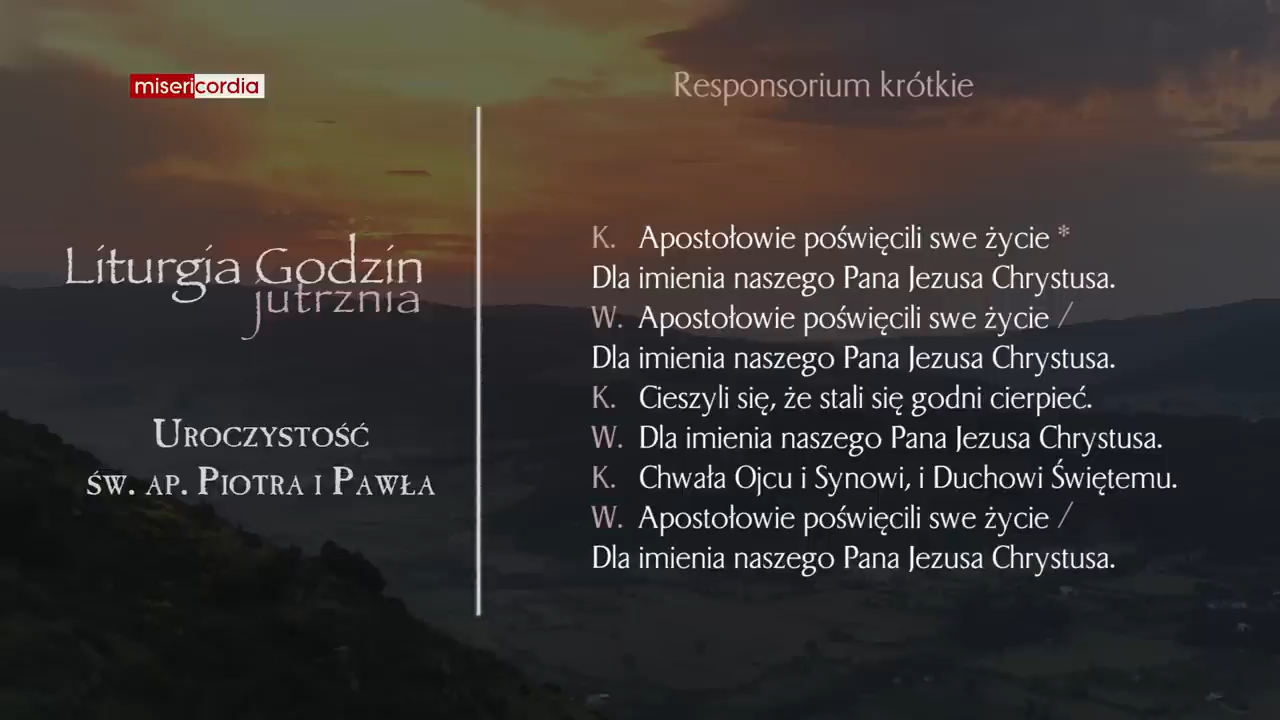 misericordia
Liturgia Godzin
jutrznia
Uroczystość
św. ap. Piotra i Pawła
Responsorium krótkie
K. Apostołowie poświęcili swe życie *
Dla imienia naszego Pana Jezusa Chrystusa.
W. Apostołowie poświęcili swe życie /
Dla imienia naszego Pana Jezusa Chrystusa.
K. Cieszyli się, że stali się godni cierpieć.
W. Dla imienia naszego Pana Jezusa Chrystusa.
K. Chwała Ojcu i Synowi, i Duchowi Świętemu.
W. Apostołowie poświęcili swe życie /
Dla imienia naszego Pana Jezusa Chrystusa.